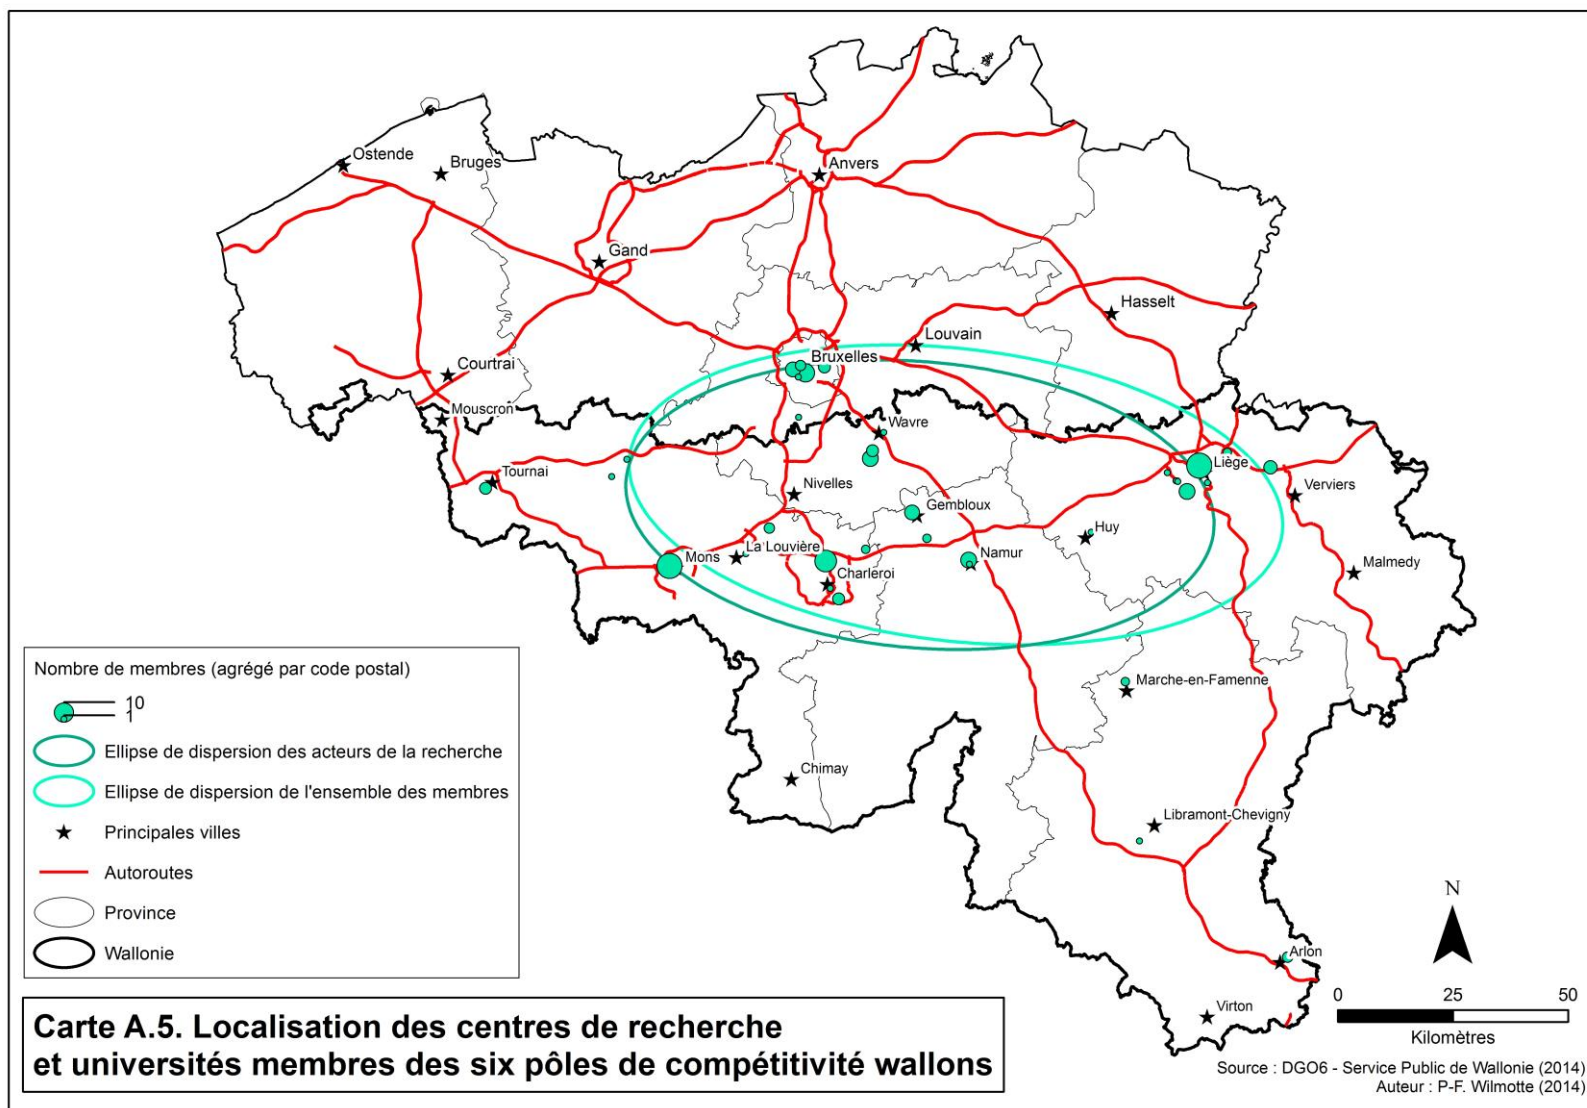 Ostende
Bruges
Anvers
Gand
Hasselt
Louvain
Bruxelles
Courtrai
Mouscron
Wavre
Tournai
Liège
Nivelles
Verviers
Gembloux
Huy
Mons
La Louvière
Namur
Charleroi
Malmedy
Marche-en-Famenne
Chimay
Libramont-Chevigny
Arlon
Virton
Nombre de membres (agrégé par code postal)
10
1
Ellipse de dispersion des acteurs de la recherche
Ellipse de dispersion de l'ensemble des membres
Principales villes
Autoroutes
Province
Wallonie
N
0 25 50
Kilomètres
Carte A.5. Localisation des centres de recherche
et universités membres des six pôles de compétitivité wallons
Source : DGO6 - Service Public de Wallonie (2014)
Auteur : P-F. Wilmotte (2014)